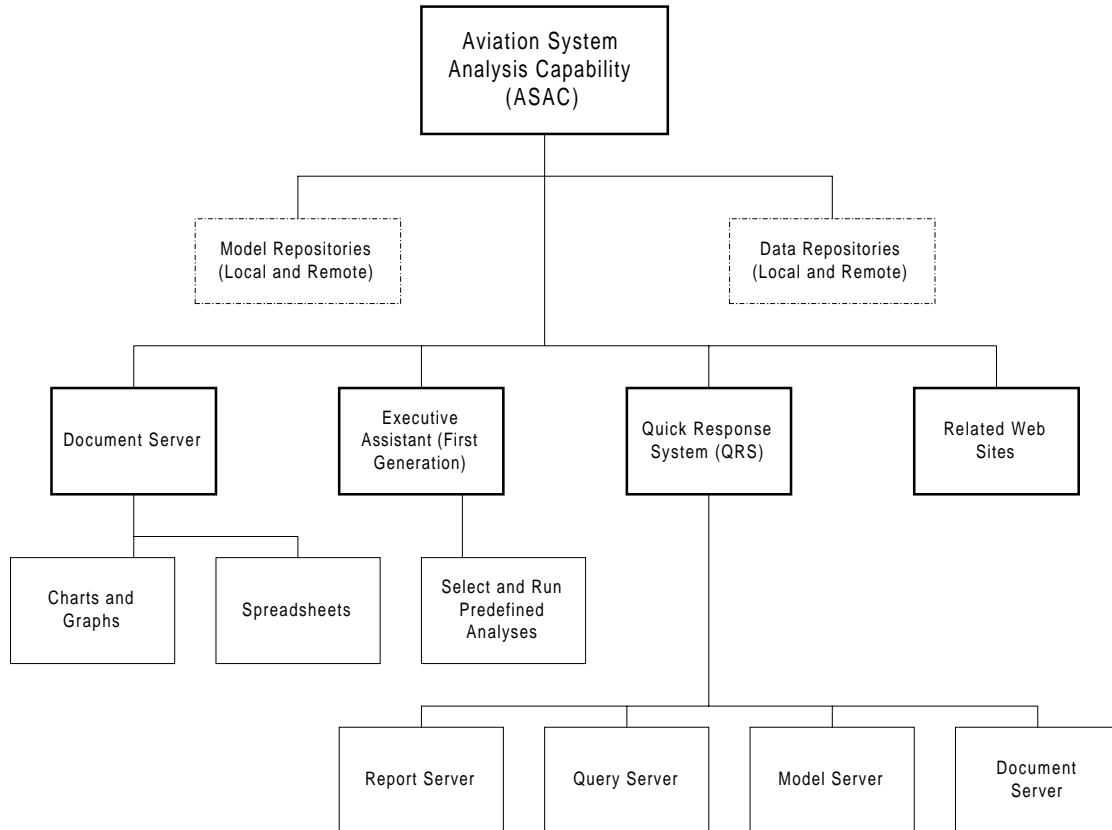 Aviation System
Analysis Capability
(ASAC)
Model Repositories
(Local and Remote)
Data Repositories
(Local and Remote)
Document Server
Executive
Assistant (First
Generation)
Quick Response
System (QRS)
Related Web
Sites
Charts and
Graphs
Spreadsheets
Select and Run
Predefined
Analyses
Report Server
Query Server
Model Server
Document
Server